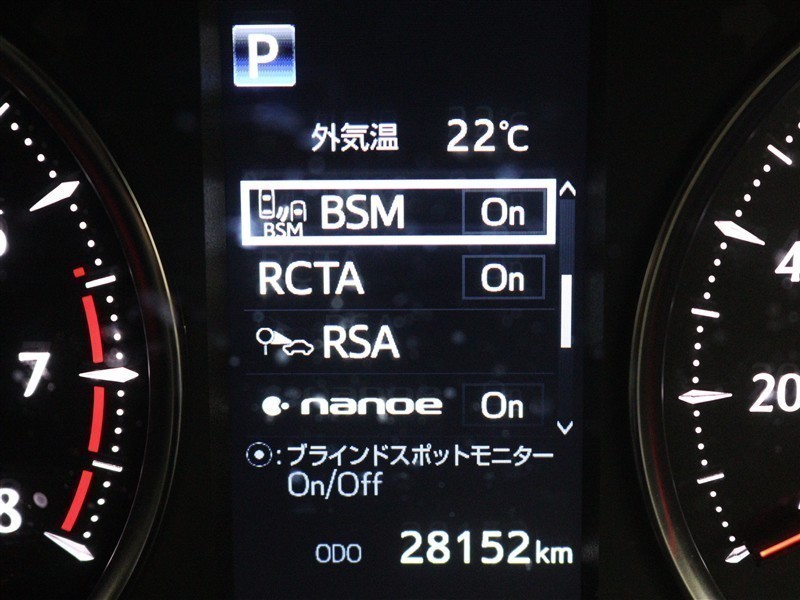 P
外気温 22℃
BSM BSM On
RCTA On
RSA
nanoe On
:ブラインドスポットモニター
On/Off
ODO 28152km
7
8
4
20